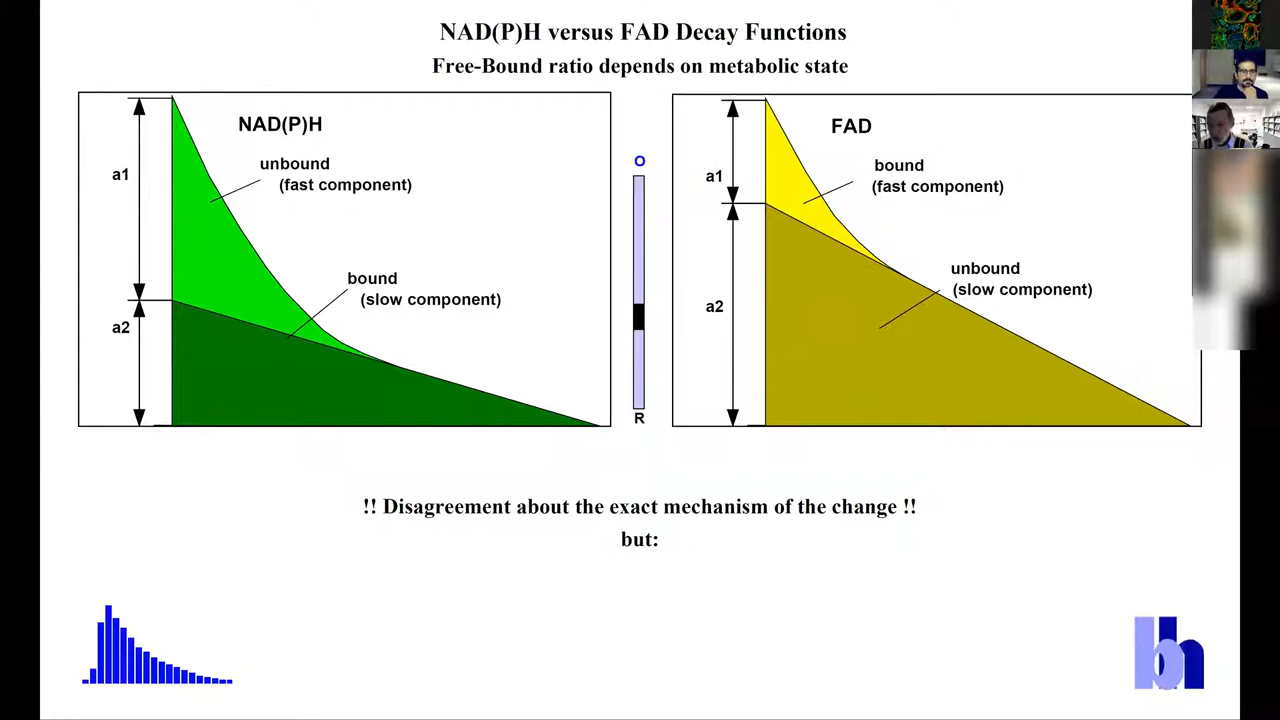 NAD(P)H versus FAD Decay Functions
Free-Bound ratio depends on metabolic state
NAD(P)H
a1
unbound
(fast component)
bound
(slow component)
a2
O
R
FAD
a1
bound
(fast component)
unbound
(slow component)
a2
!! Disagreement about the exact mechanism of the change !!
but:
bh